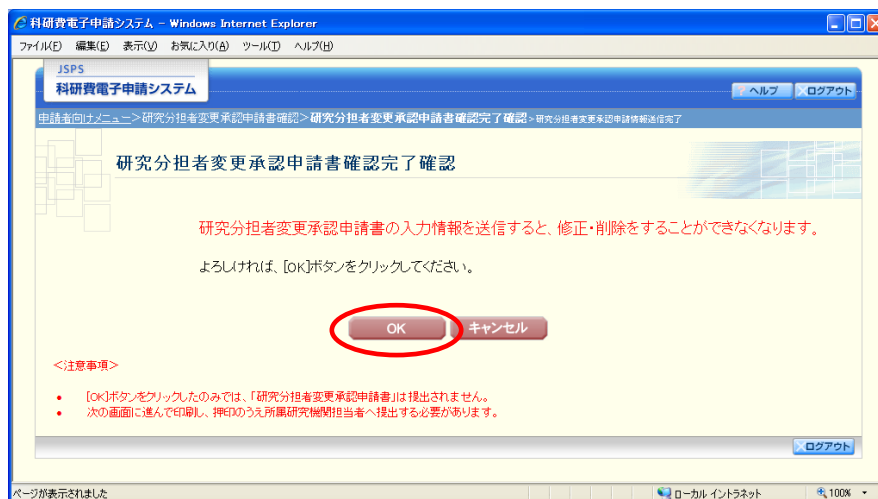 科研費電子申請システム - Windows Internet Explorer
ファイル(F) 編集(E) 表示(V) お気に入り(A) ツール(T) ヘルプ(H)
JSPS
科研費電子申請システム
? ヘルプ ×ログアウト
申請者向けメニュー>研究分担者変更承認申請書確認>研究分担者変更承認申請書確認完了確認>研究分担者変更承認申請情報送信完了
研究分担者変更承認申請書確認完了確認
研究分担者変更承認申請書の入力情報を送信すると、修正・削除をすることができなくなります。
よろしければ、[OK]ボタンをクリックしてください。
OK キャンセル
<注意事項>
• [OK]ボタンをクリックしたのみでは、「研究分担者変更承認申請書」は提出されません。
• 次の画面に進んで印刷し、押印のうえ所属研究機関担当者へ提出する必要があります。
×ログアウト
ページが表示されました ローカル イントラネット 100%